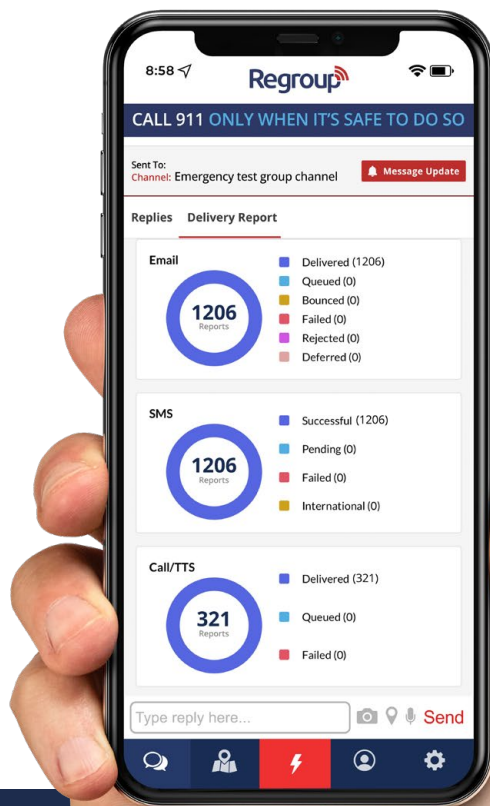 8:58
Regroup
CALL 911 ONLY WHEN IT'S SAFE TO DO SO
Sent To:
Channel: Emergency test group channel
Message Update
Replies Delivery Report
Email
1206
Reports
Delivered (1206)
Queued (0)
Bounced (0)
Failed (0)
Rejected (0)
Deferred (0)
SMS
1206
Reports
Successful (1206)
Pending (0)
Failed (0)
International (0)
Call/TTS
321
Reports
Delivered (321)
Queued (0)
Failed (0)
Type reply here...
Send